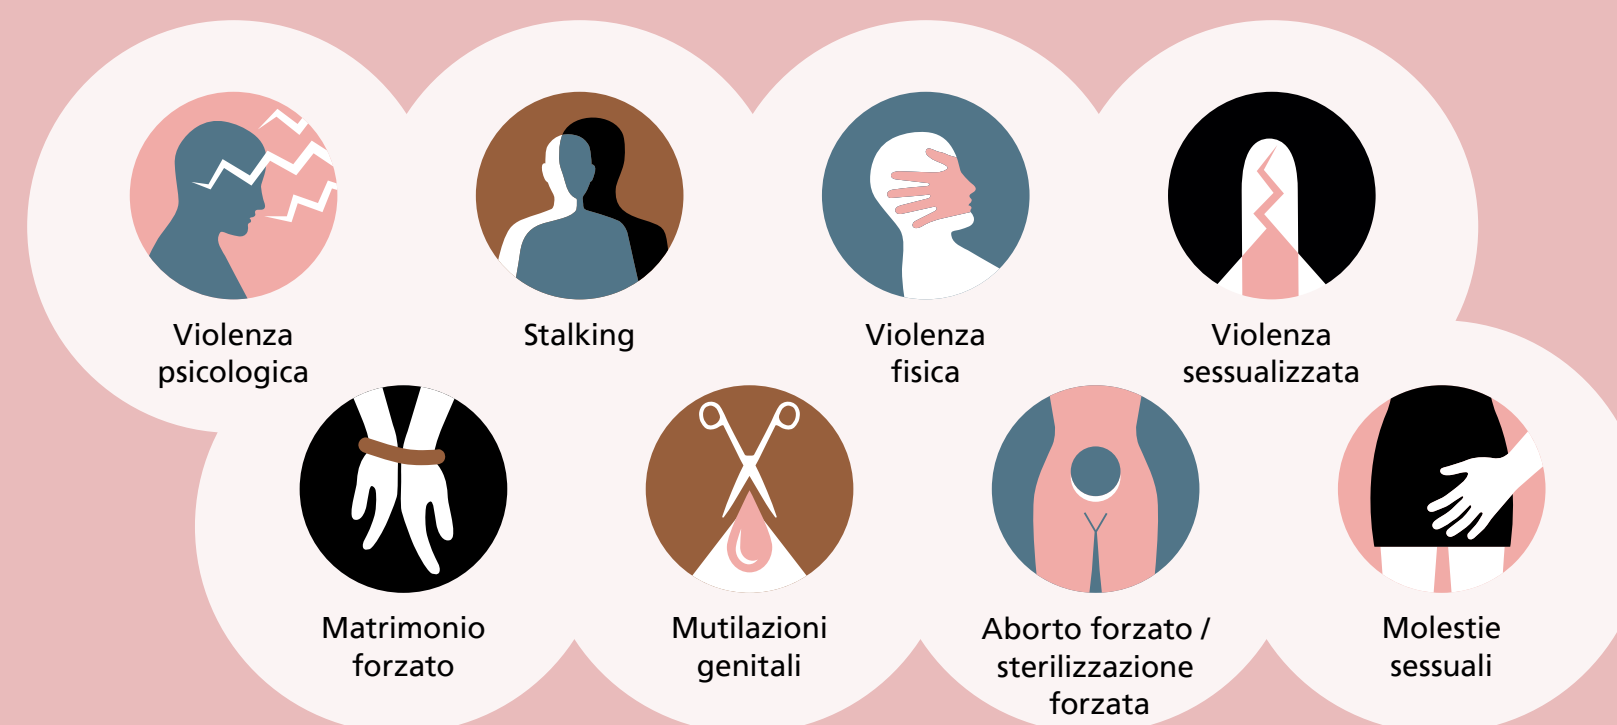 Violenza
psicologica
Stalking
Violenza
fisica
Violenza
sessualizzata
Matrimonio
forzato
Mutilazioni
genitali
Aborto forzato /
sterilizzazione
forzata
Molestie
sessuali